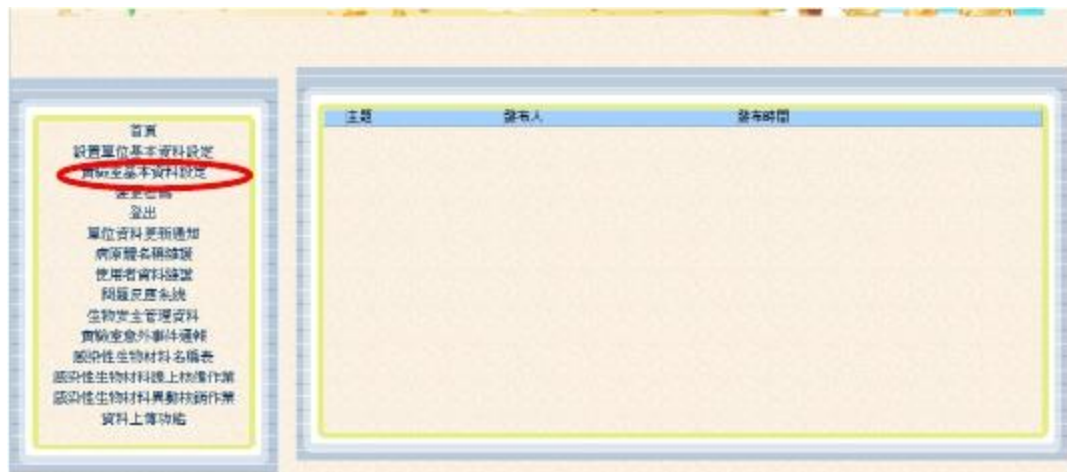 首頁
設置單位基本資料設定
實驗室基本資料設定
變更密碼
登出
單位資料更新通知
病原體名稱維護
使用者資料維護
問題反應系統
生物安全管理資料
實驗室意外事件通報
感染性生物材料名稱表
感染性生物材料線上核備作業
感染性生物材料異動核銷作業
資料上傳功能
主題 發布人 發布時間